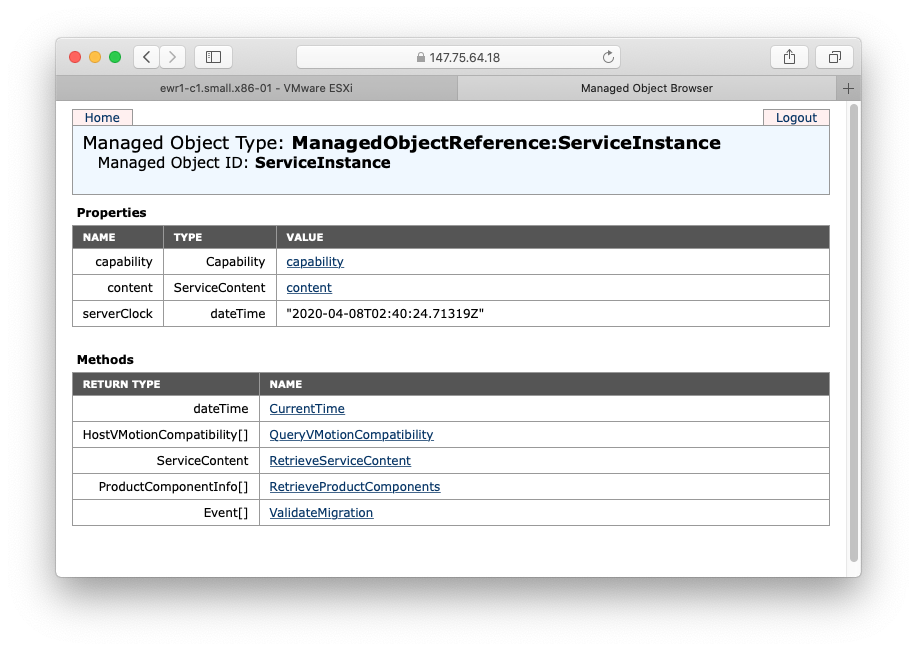 147.75.64.18
ewr1-c1.small.x86-01 - VMware ESXi
Managed Object Browser
Home
Logout
Managed Object Type: ManagedObjectReference:ServiceInstance
Managed Object ID: ServiceInstance
Properties
NAME TYPE VALUE
capability Capability capability
content ServiceContent content
serverClock dateTime "2020-04-08T02:40:24.71319Z"
Methods
RETURN TYPE NAME
dateTime CurrentTime
HostVMotionCompatibility[] QueryVMotionCompatibility
ServiceContent RetrieveServiceContent
ProductComponentInfo[] RetrieveProductComponents
Event[] ValidateMigration